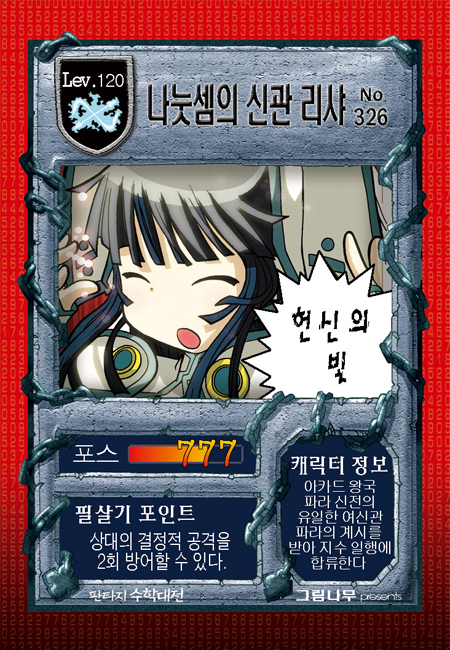 Lev.120
나눗셈의 신관 리샤
No
326
헌신의
빛
포스 777
필살기 포인트
상대의 결정적 공격을
2회 방어할 수 있다.
캐릭터 정보
아카드 왕국
파라 신전의
유일한 여신관
파라의 계시를
받아 지수 일행에
합류한다
판타지 수학대전
그림나무 presents